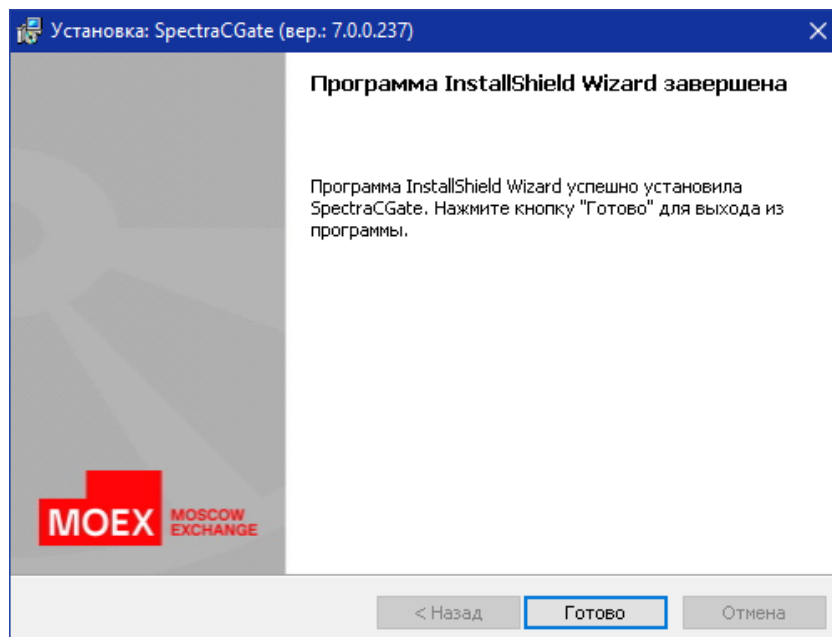 Установка: SpectraCGate (вер.: 7.0.0.237)
Программа InstallShield Wizard завершена
Программа InstallShield Wizard успешно установила
SpectraCGate. Нажмите кнопку "Готово" для выхода из
программы.
MOEX MOSCOW
EXCHANGE
< Назад Готово Отмена